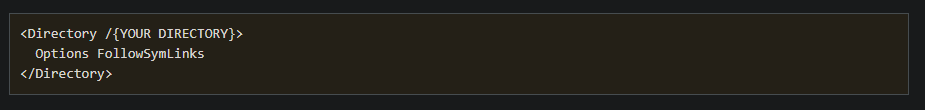 <Directory /{YOUR DIRECTORY}>
  Options FollowSymLinks
</Directory>